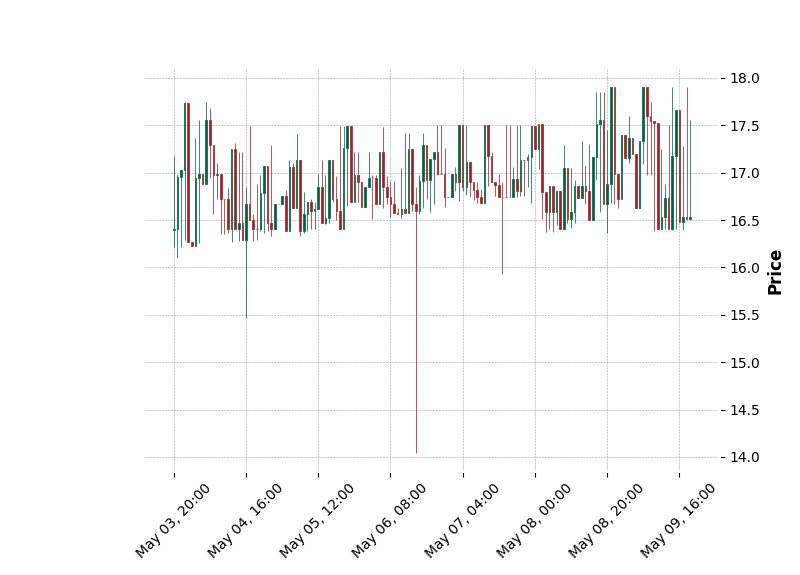 18.0
17.5
17.0
16.5
16.0
15.5
15.0
14.5
14.0
Price
May 03, 20:00
May 04, 16:00
May 05, 12:00
May 06, 08:00
May 07, 04:00
May 08, 00:00
May 08, 20:00
May 09, 16:00